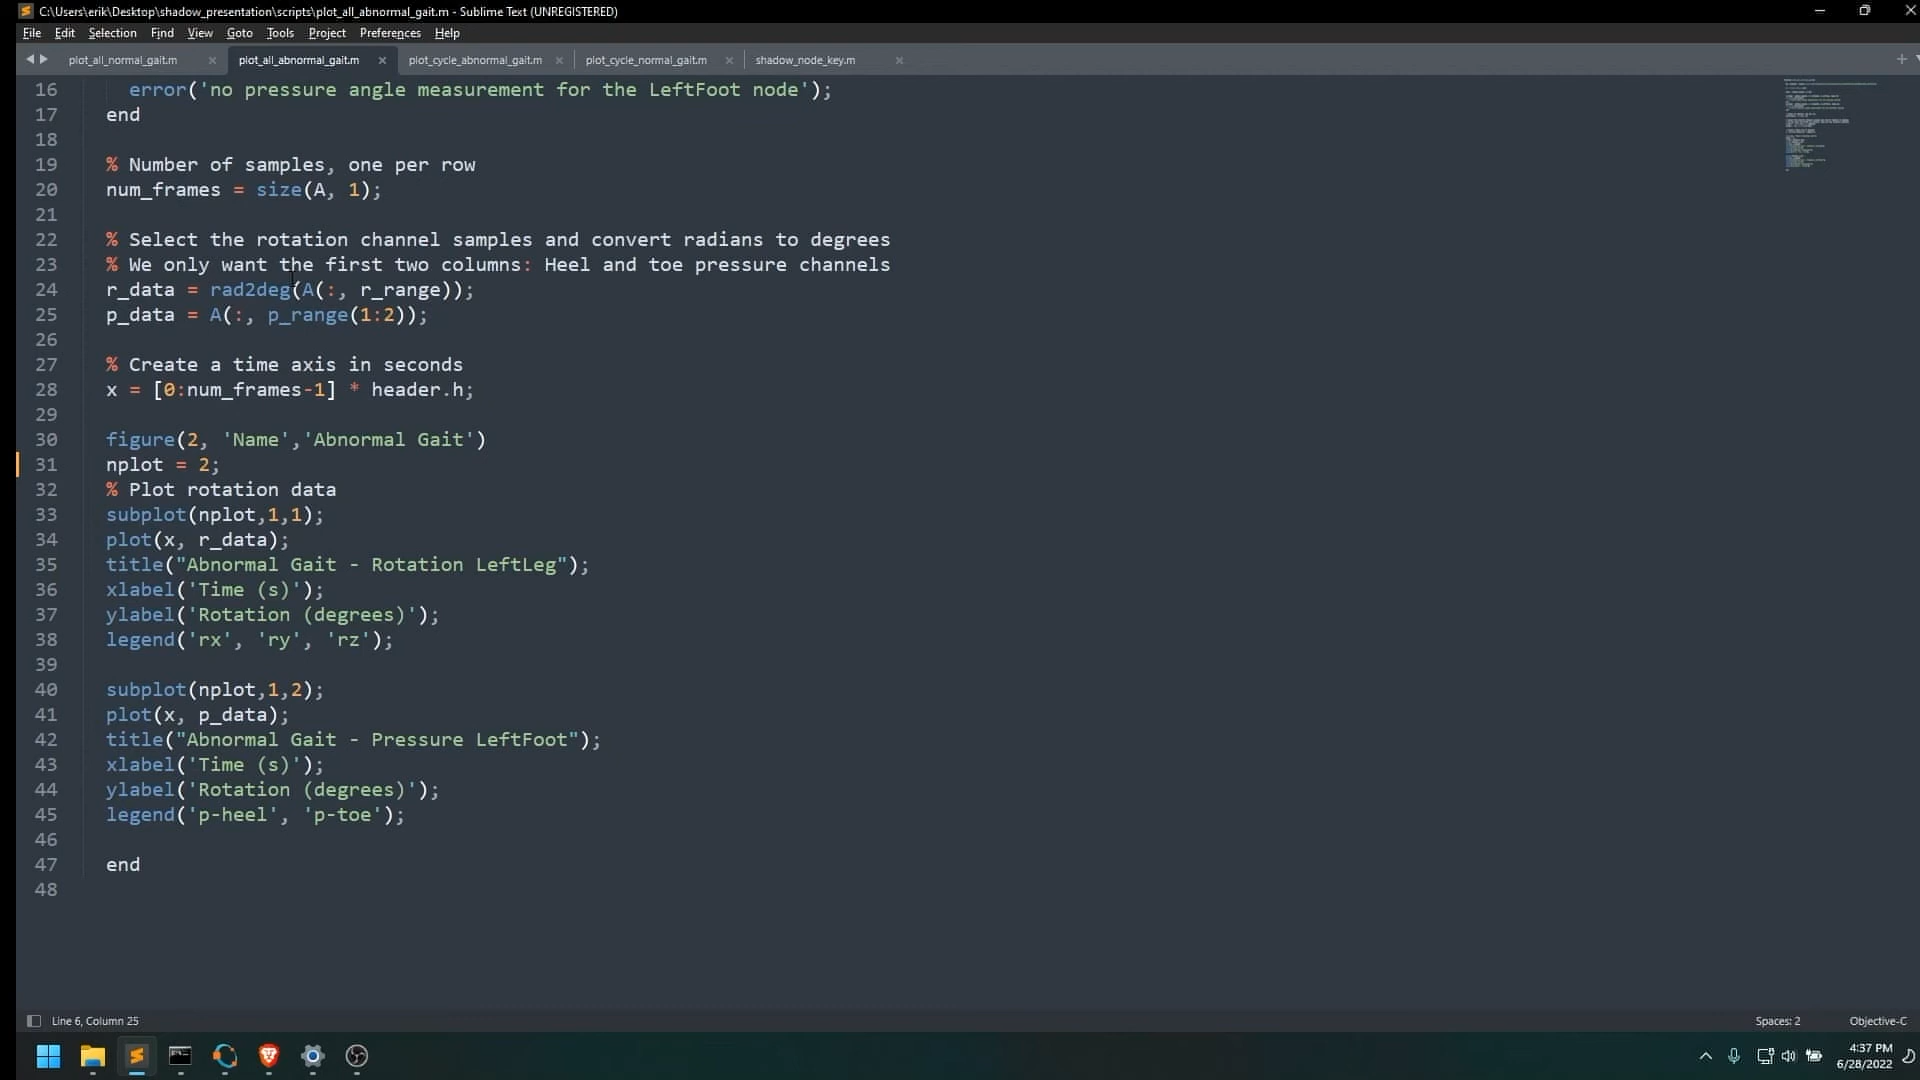 C:\Users\erik\Desktop\shadow_presentation\scripts\plot_all_abnormal_gait.m - Sublime Text (UNREGISTERED)
File Edit Selection Find View Goto Tools Project Preferences Help
plot_all_normal_gait.m plot_all_abnormal_gait.m plot_cycle_abnormal_gait.m plot_cycle_normal_gait.m shadow_node_key.m
16 error('no pressure angle measurement for the LeftFoot node');
17 end
18
19 % Number of samples, one per row
20 num_frames = size(A, 1);
21
22 % Select the rotation channel samples and convert radians to degrees
23 % We only want the first two columns: Heel and toe pressure channels
24 r_data = rad2deg(A(:, r_range));
25 p_data = A(:, p_range(1:2));
26
27 % Create a time axis in seconds
28 x = [0:num_frames-1] * header.h;
29
30 figure(2, 'Name','Abnormal Gait')
31 nplot = 2;
32 % Plot rotation data
33 subplot(nplot,1,1);
34 plot(x, r_data);
35 title("Abnormal Gait - Rotation LeftLeg");
36 xlabel('Time (s)');
37 ylabel('Rotation (degrees)');
38 legend('rx', 'ry', 'rz');
39
40 subplot(nplot,1,2);
41 plot(x, p_data);
42 title("Abnormal Gait - Pressure LeftFoot");
43 xlabel('Time (s)');
44 ylabel('Rotation (degrees)');
45 legend('p-heel', 'p-toe');
46
47 end
48
Line 6, Column 25 Spaces: 2 Objective-C
4:37 PM
6/28/2022